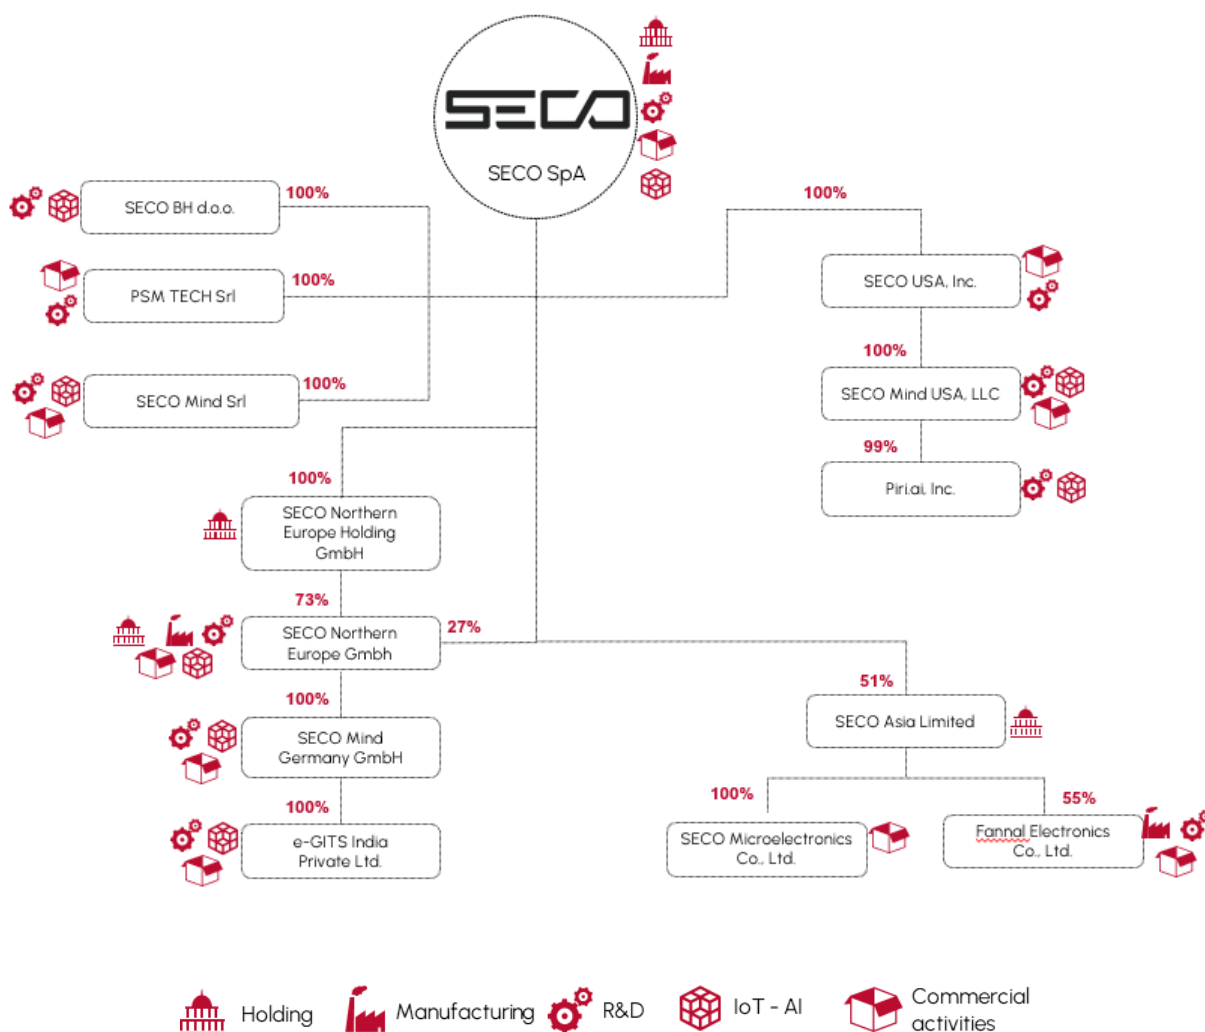 SECO
SECO SpA
100%
SECO BH d.o.o.
100%
PSM TECH Srl
100%
SECO Mind Srl
100%
SECO USA, Inc.
100%
SECO Mind USA, LLC
99%
Piri.ai, Inc.
100%
SECO Northern
Europe Holding
GmbH
73%
SECO Northern
Europe Gmbh
27%
100%
SECO Mind
Germany GmbH
100%
e-GITS India
Private Ltd.
51%
SECO Asia Limited
100%
SECO Microelectronics
Co., Ltd.
55%
Fannal Electronics
Co., Ltd.
Holding
Manufacturing
R&D
IoT - AI
Commercial
activities